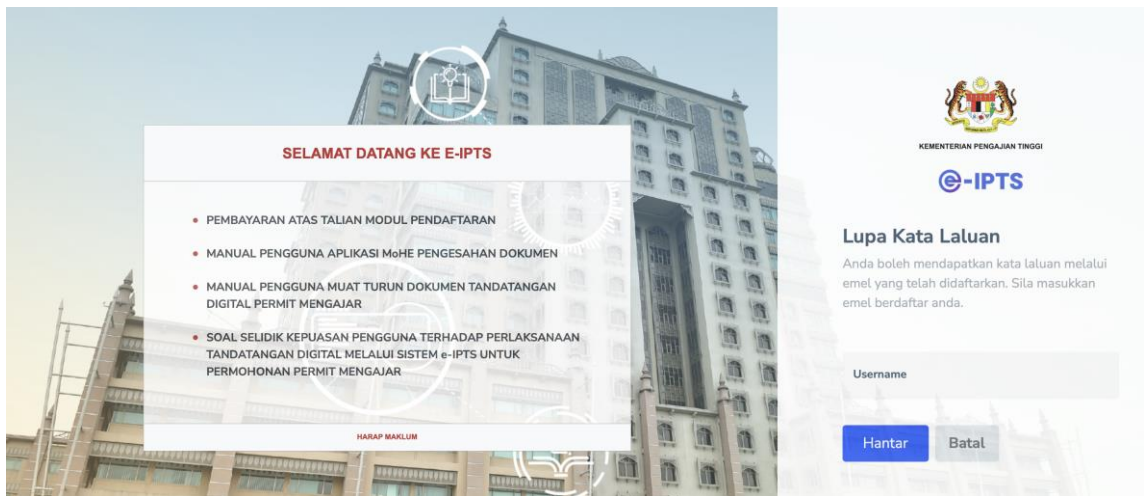 SELAMAT DATANG KE E-IPTS
PEMBAYARAN ATAS TALIAN MODUL PENDAFTARAN
MANUAL PENGGUNA APLIKASI MoHE PENGESAHAN DOKUMEN
MANUAL PENGGUNA MUAT TURUN DOKUMEN TANDATANGAN
DIGITAL PERMIT MENGAJAR
SOAL SELIDIK KEPUASAN PENGGUNA TERHADAP PERLAKSANAAN
TANDATANGAN DIGITAL MELALUI SISTEM e-IPTS UNTUK
PERMOHONAN PERMIT MENGAJAR
HARAP MAKLUM
KEMENTERIAN PENGAJIAN TINGGI
e-IPTS
Lupa Kata Laluan
Anda boleh mendapatkan kata laluan melalui
emel yang telah didaftarkan. Sila masukkan
emel berdaftar anda.
Username
Hantar
Batal